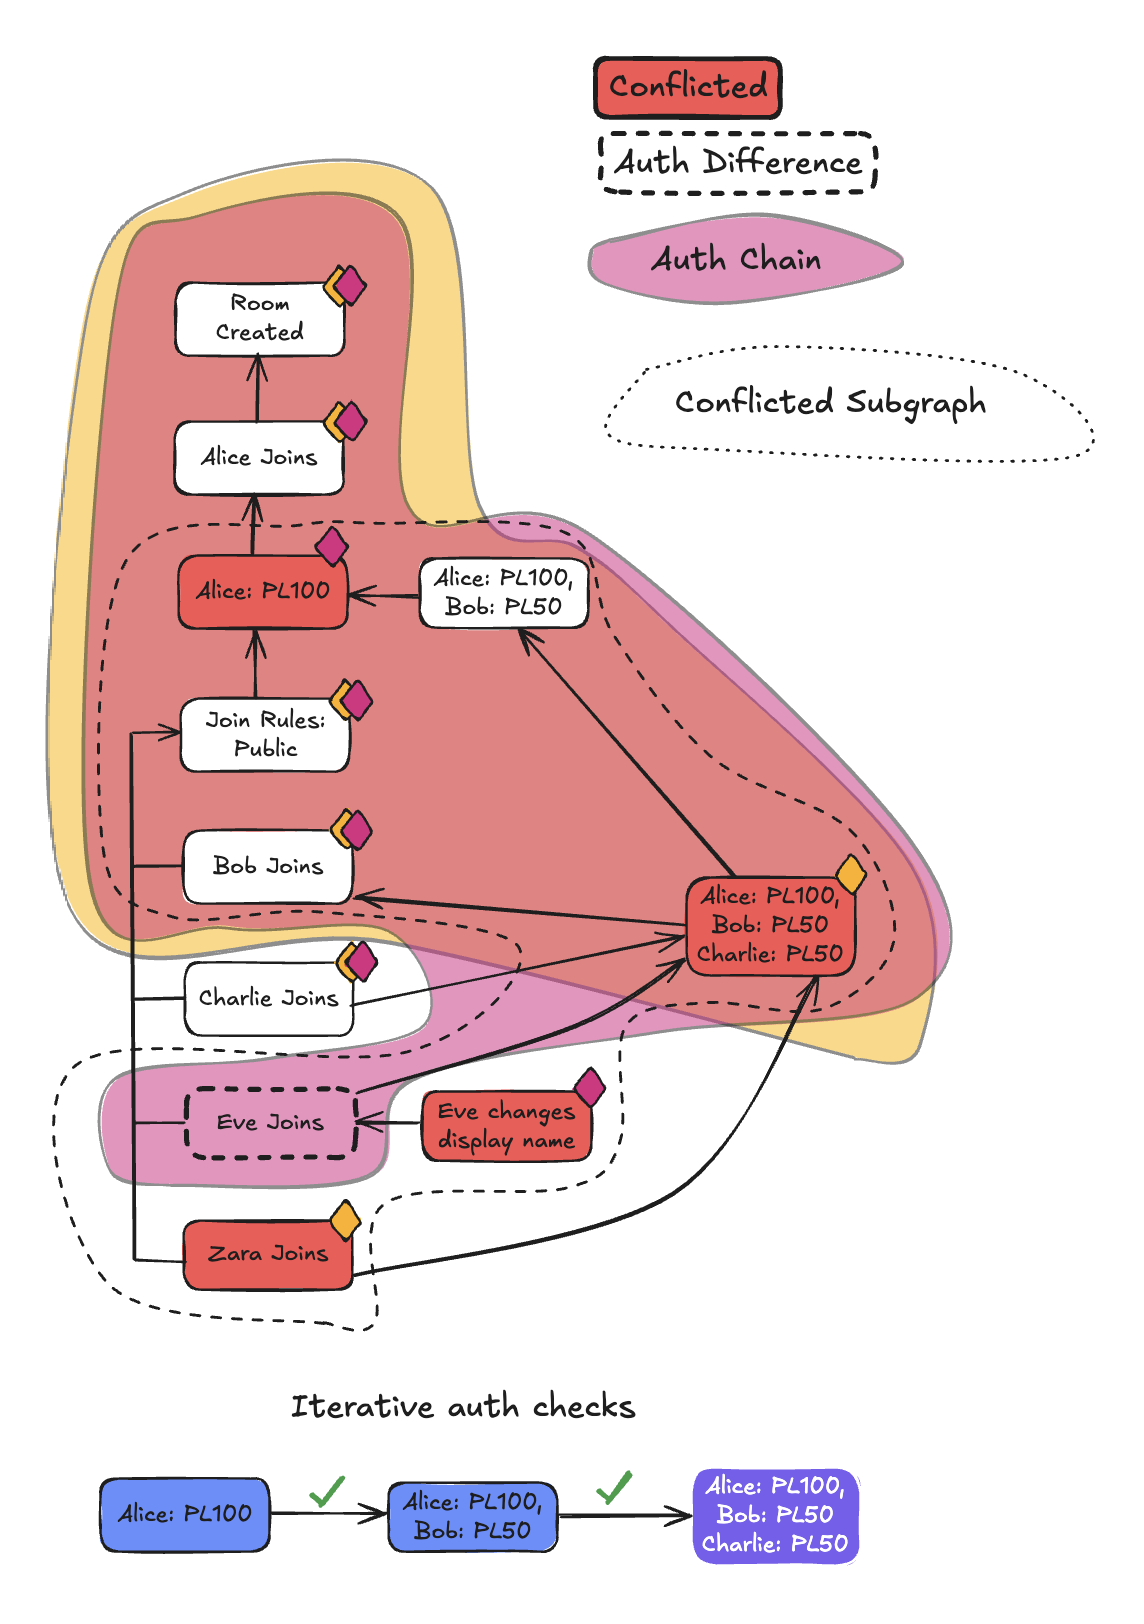 Conflicted
Auth Difference
Auth Chain
Conflicted Subgraph
Room
Created
Alice Joins
Alice: PL100
Alice: PL100,
Bob: PL50
Join Rules:
Public
Bob Joins
Alice: PL100,
Bob: PL50
Charlie: PL50
Charlie Joins
Eve Joins
Eve changes
display name
Zara Joins
Iterative auth checks
Alice: PL100
Alice: PL100,
Bob: PL50
Alice: PL100,
Bob: PL50
Charlie: PL50